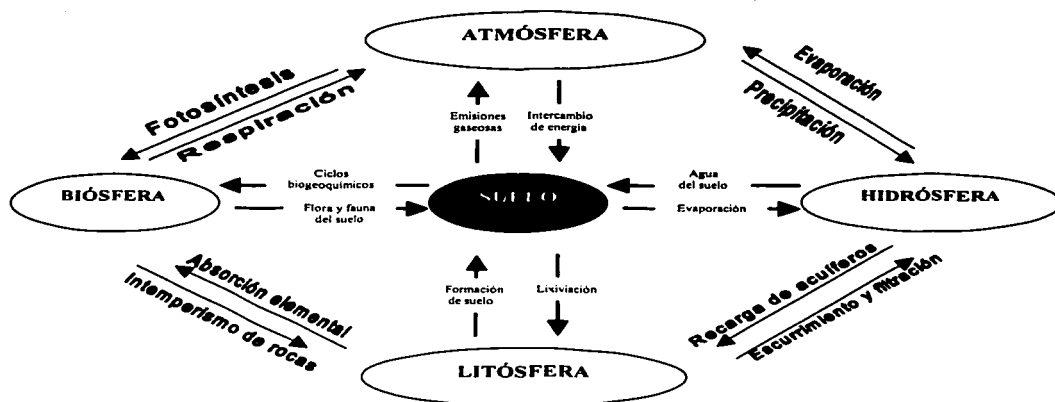 ATMÓSFERA
Fotosíntesis
Respiración
Evaporación
Precipitación
Emisiones
gaseosas
Intercambio
de energía
BIÓSFERA
Ciclos
biogeoquímicos
Flora y fauna
del suelo
SUELO
Agua
del suelo
Evaporación
HIDRÓSFERA
Absorción elemental
Intemperismo de rocas
Formación
de suelo
Lixiviación
Recarga de acuíferos
Escurrimiento y filtración
LITÓSFERA